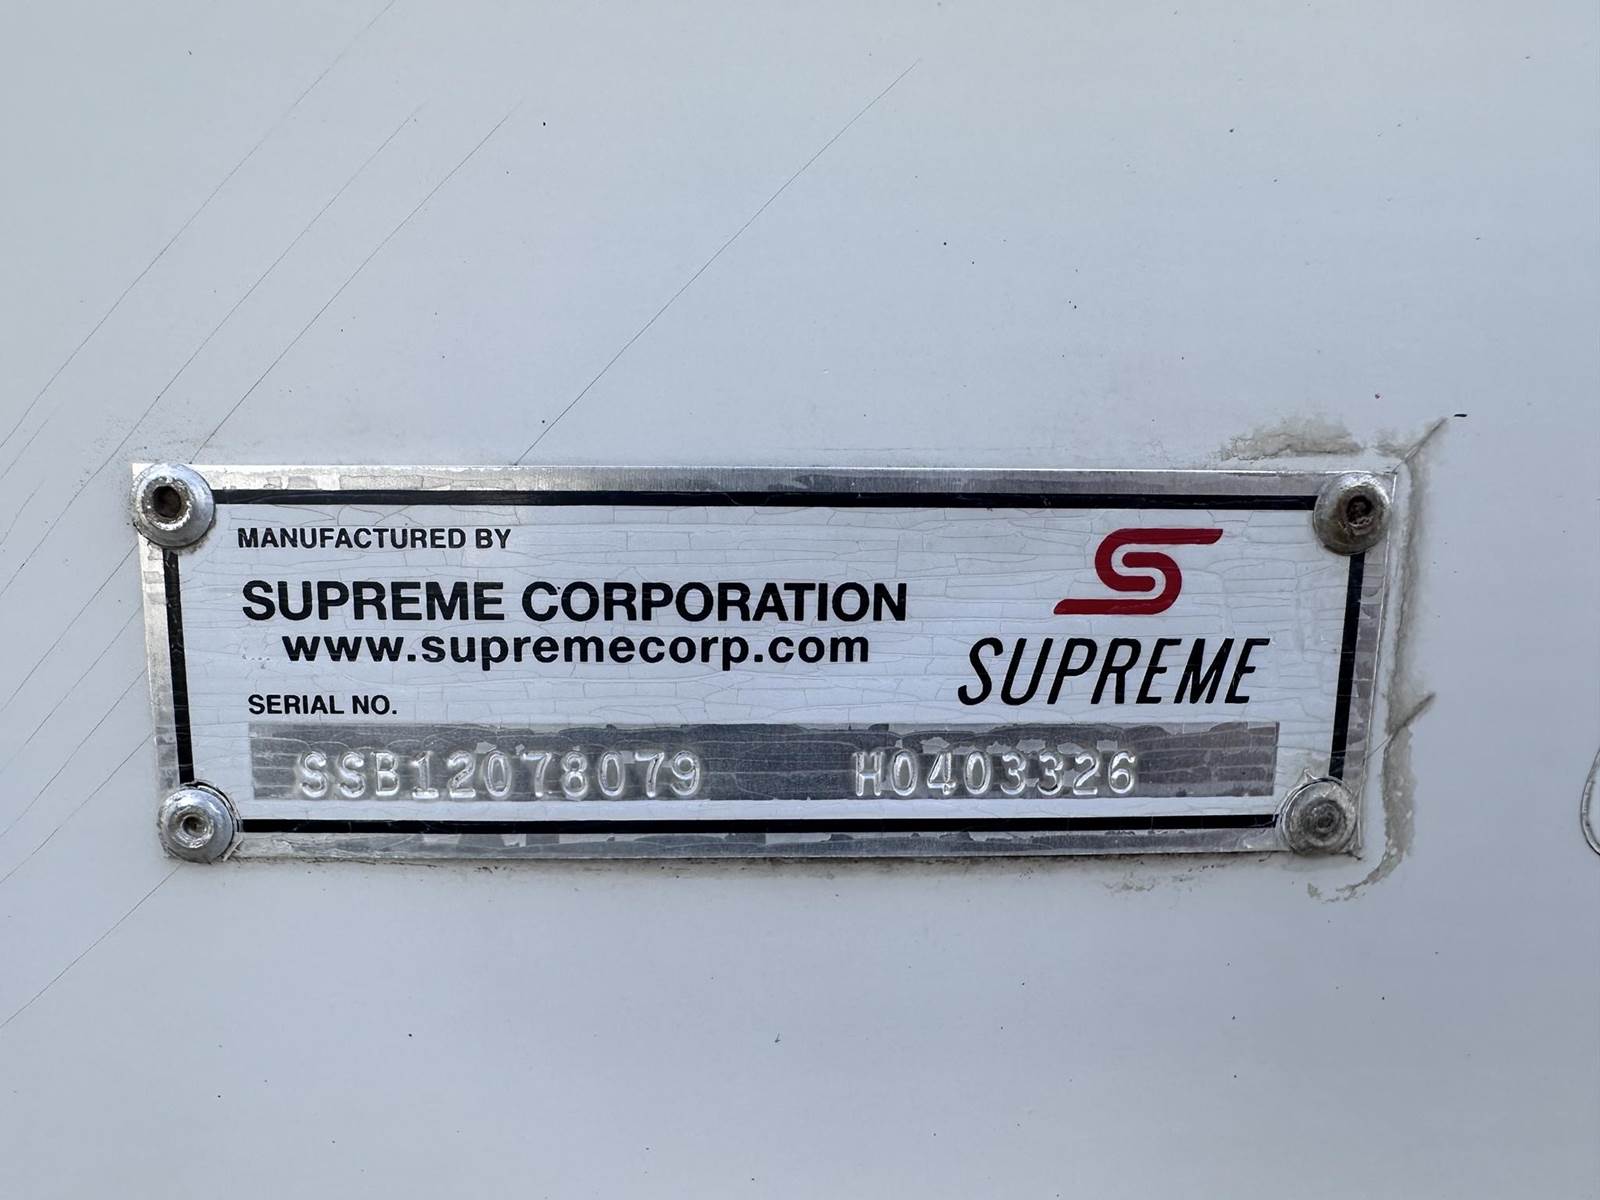 MANUFACTURED BY
SUPREME CORPORATION
www.supremecorp.com
SUPREME
SERIAL NO.
SSB12078079 H0403326